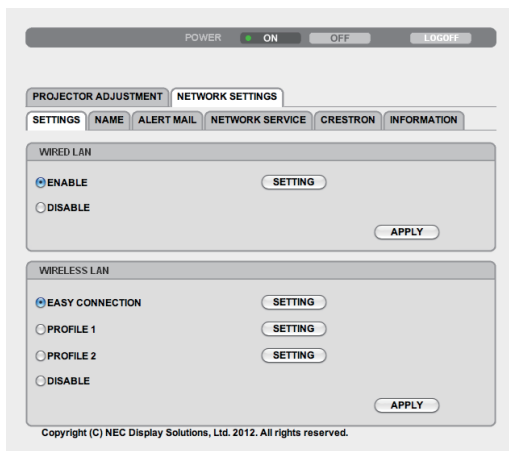 POWER ON OFF LOGOFF
PROJECTOR ADJUSTMENT NETWORK SETTINGS
SETTINGS NAME ALERT MAIL NETWORK SERVICE CRESTRON INFORMATION
WIRED LAN
ENABLE SETTING
DISABLE
APPLY
WIRELESS LAN
EASY CONNECTION SETTING
PROFILE 1 SETTING
PROFILE 2 SETTING
DISABLE
APPLY
Copyright (C) NEC Display Solutions, Ltd. 2012. All rights reserved.